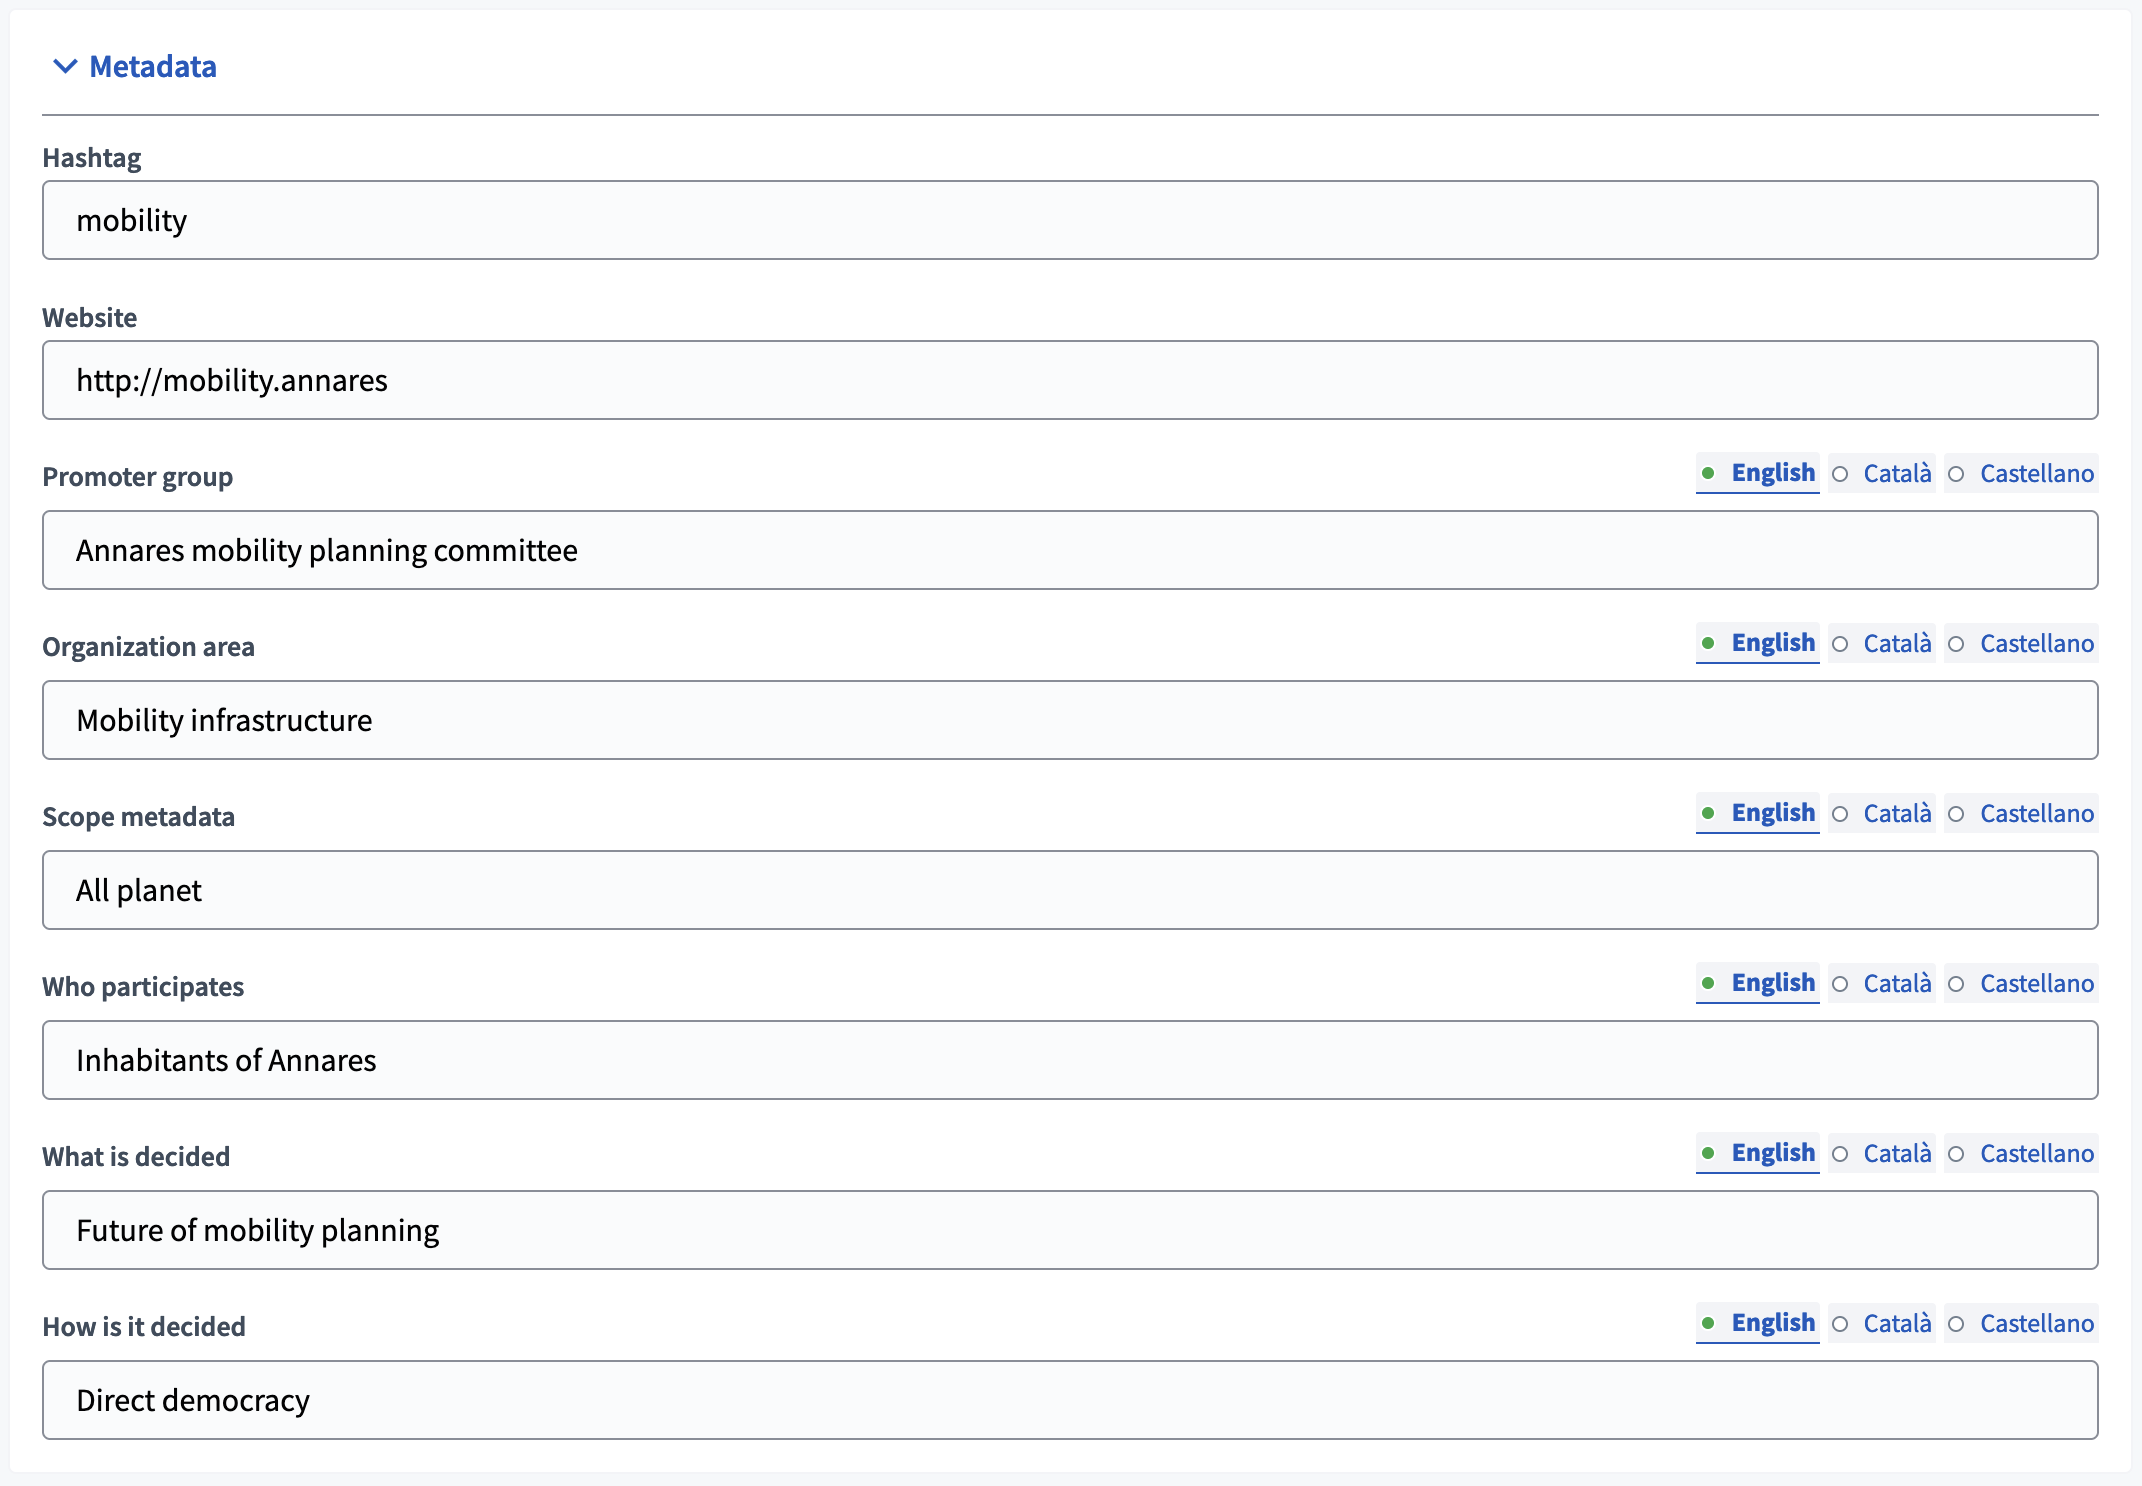 Metadata
Hashtag
mobility
Website
http://mobility.annares
Promoter group English Català Castellano
Annares mobility planning committee
Organization area English Català Castellano
Mobility infrastructure
Scope metadata English Català Castellano
All planet
Who participates English Català Castellano
Inhabitants of Annares
What is decided English Català Castellano
Future of mobility planning
How is it decided English Català Castellano
Direct democracy